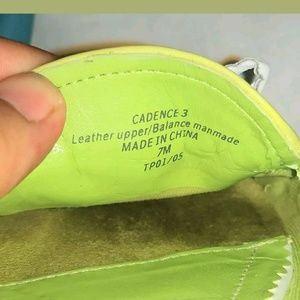 CADENCE 3
Leather upper/Balance manmade
MADE IN CHINA
7M
TP01/05